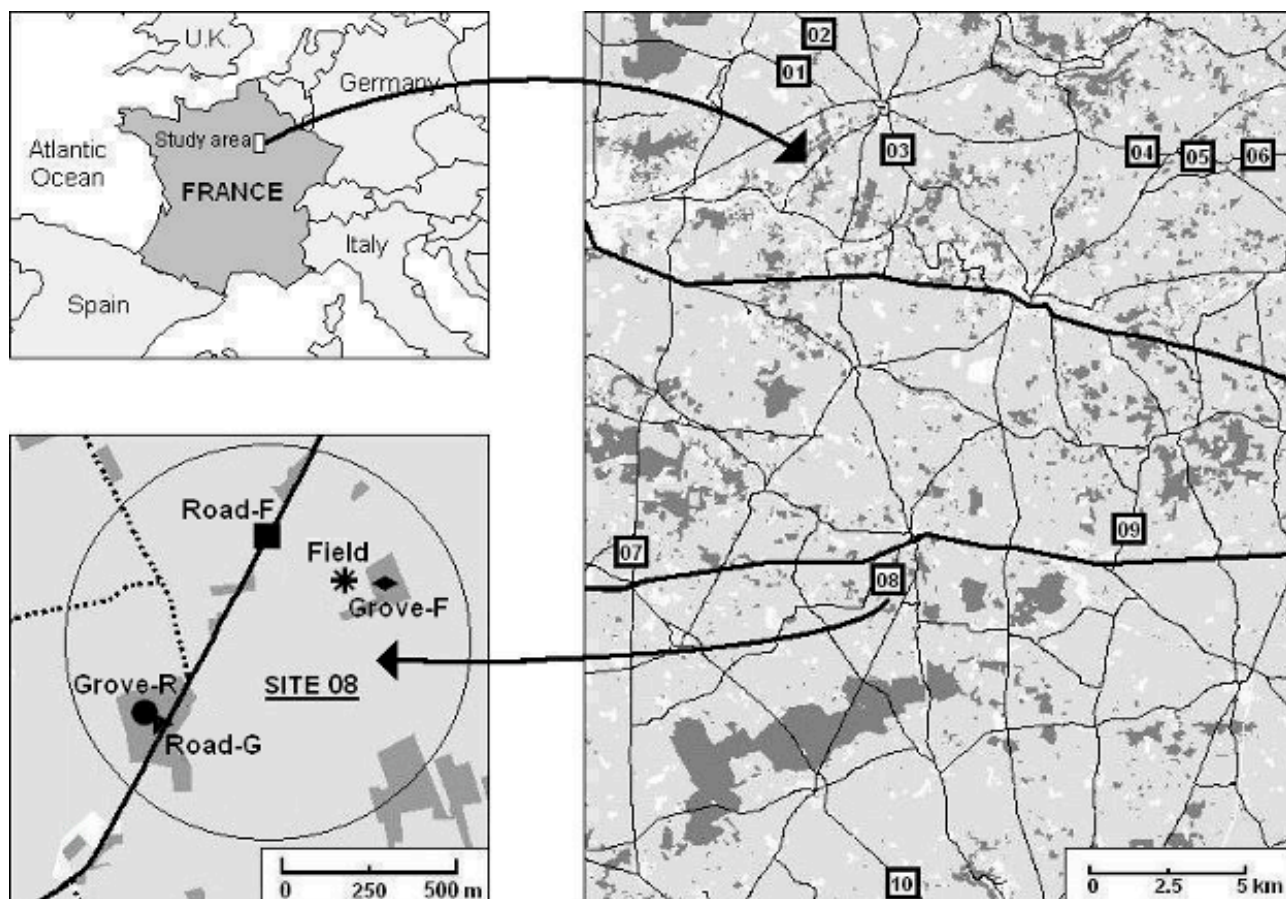 U.K.
Germany
Study area
Atlantic
Ocean
FRANCE
Italy
Spain
02
01
03
04
05
06
07
09
08
10
0 2.5 5 km
Road-F
Field
Grove-F
SITE 08
Grove-R
Road-G
0 250 500 m